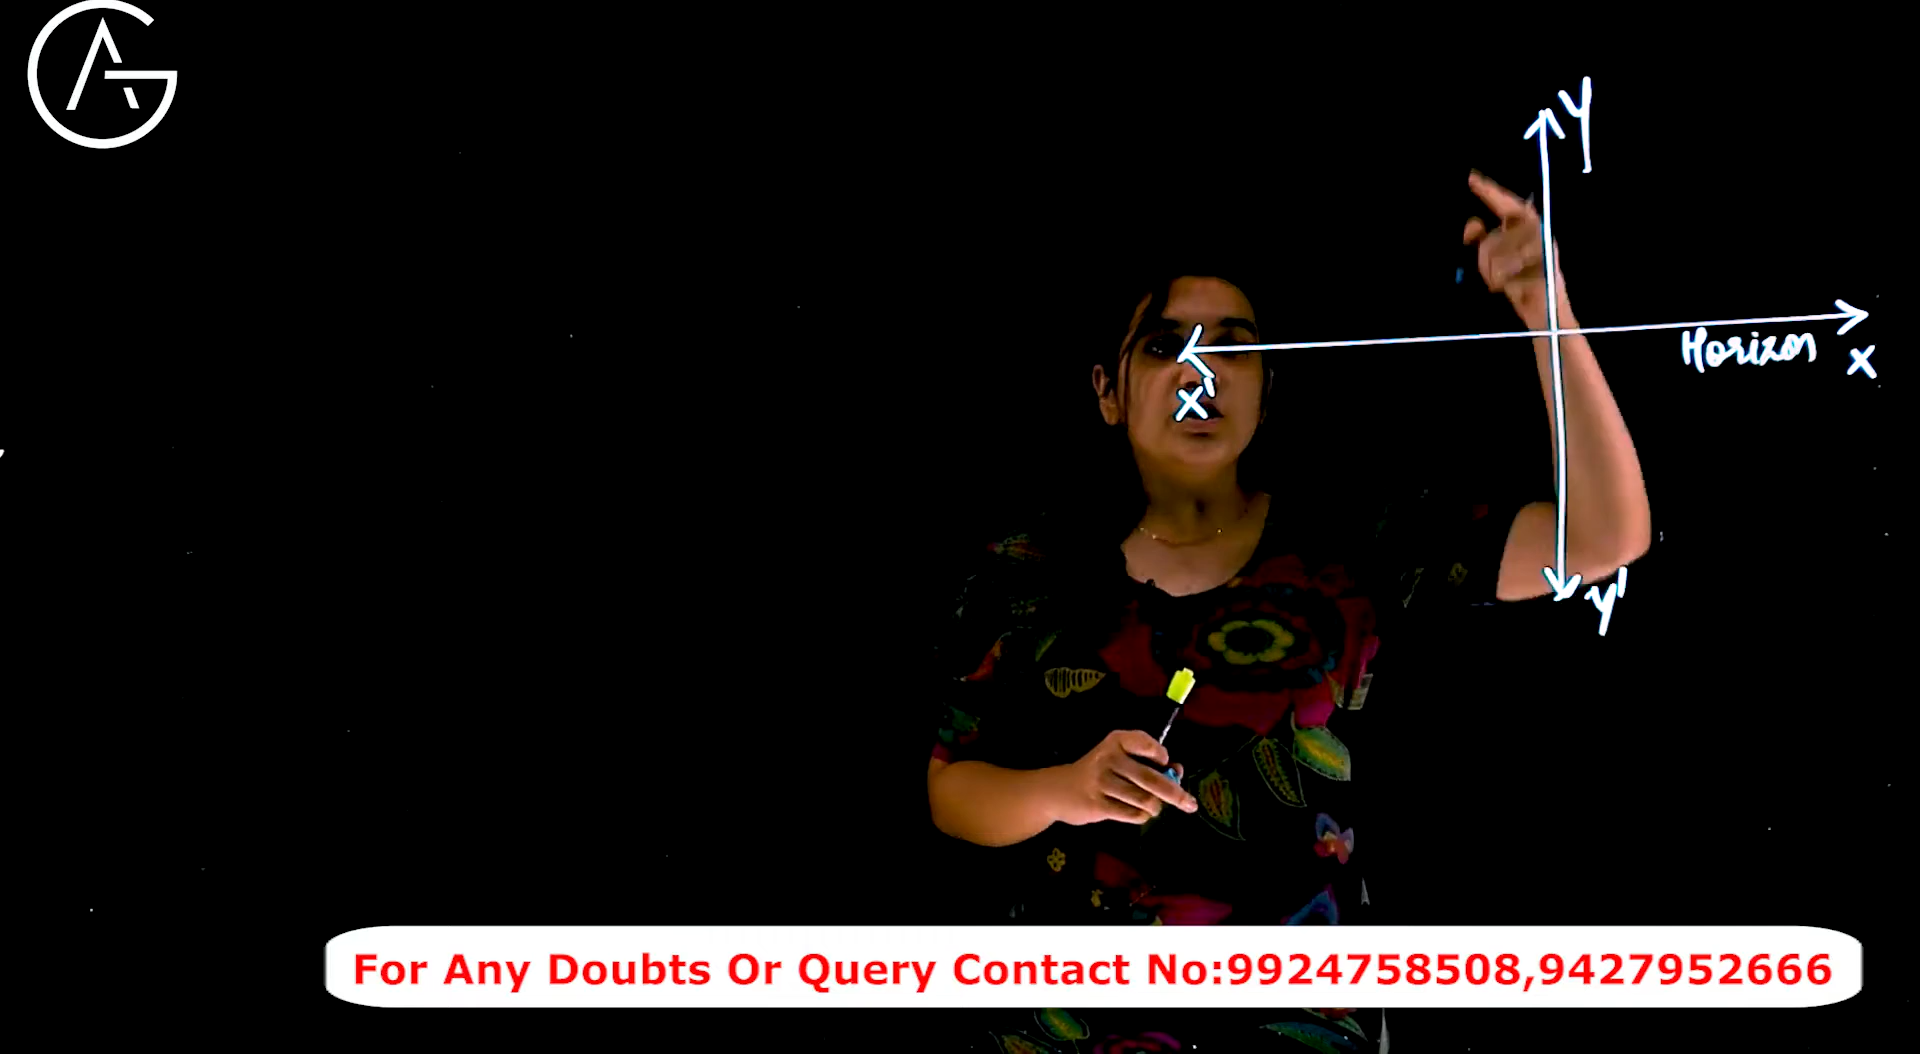 Y
Horizon
X
X'
Y'
For Any Doubts Or Query Contact No:9924758508,9427952666